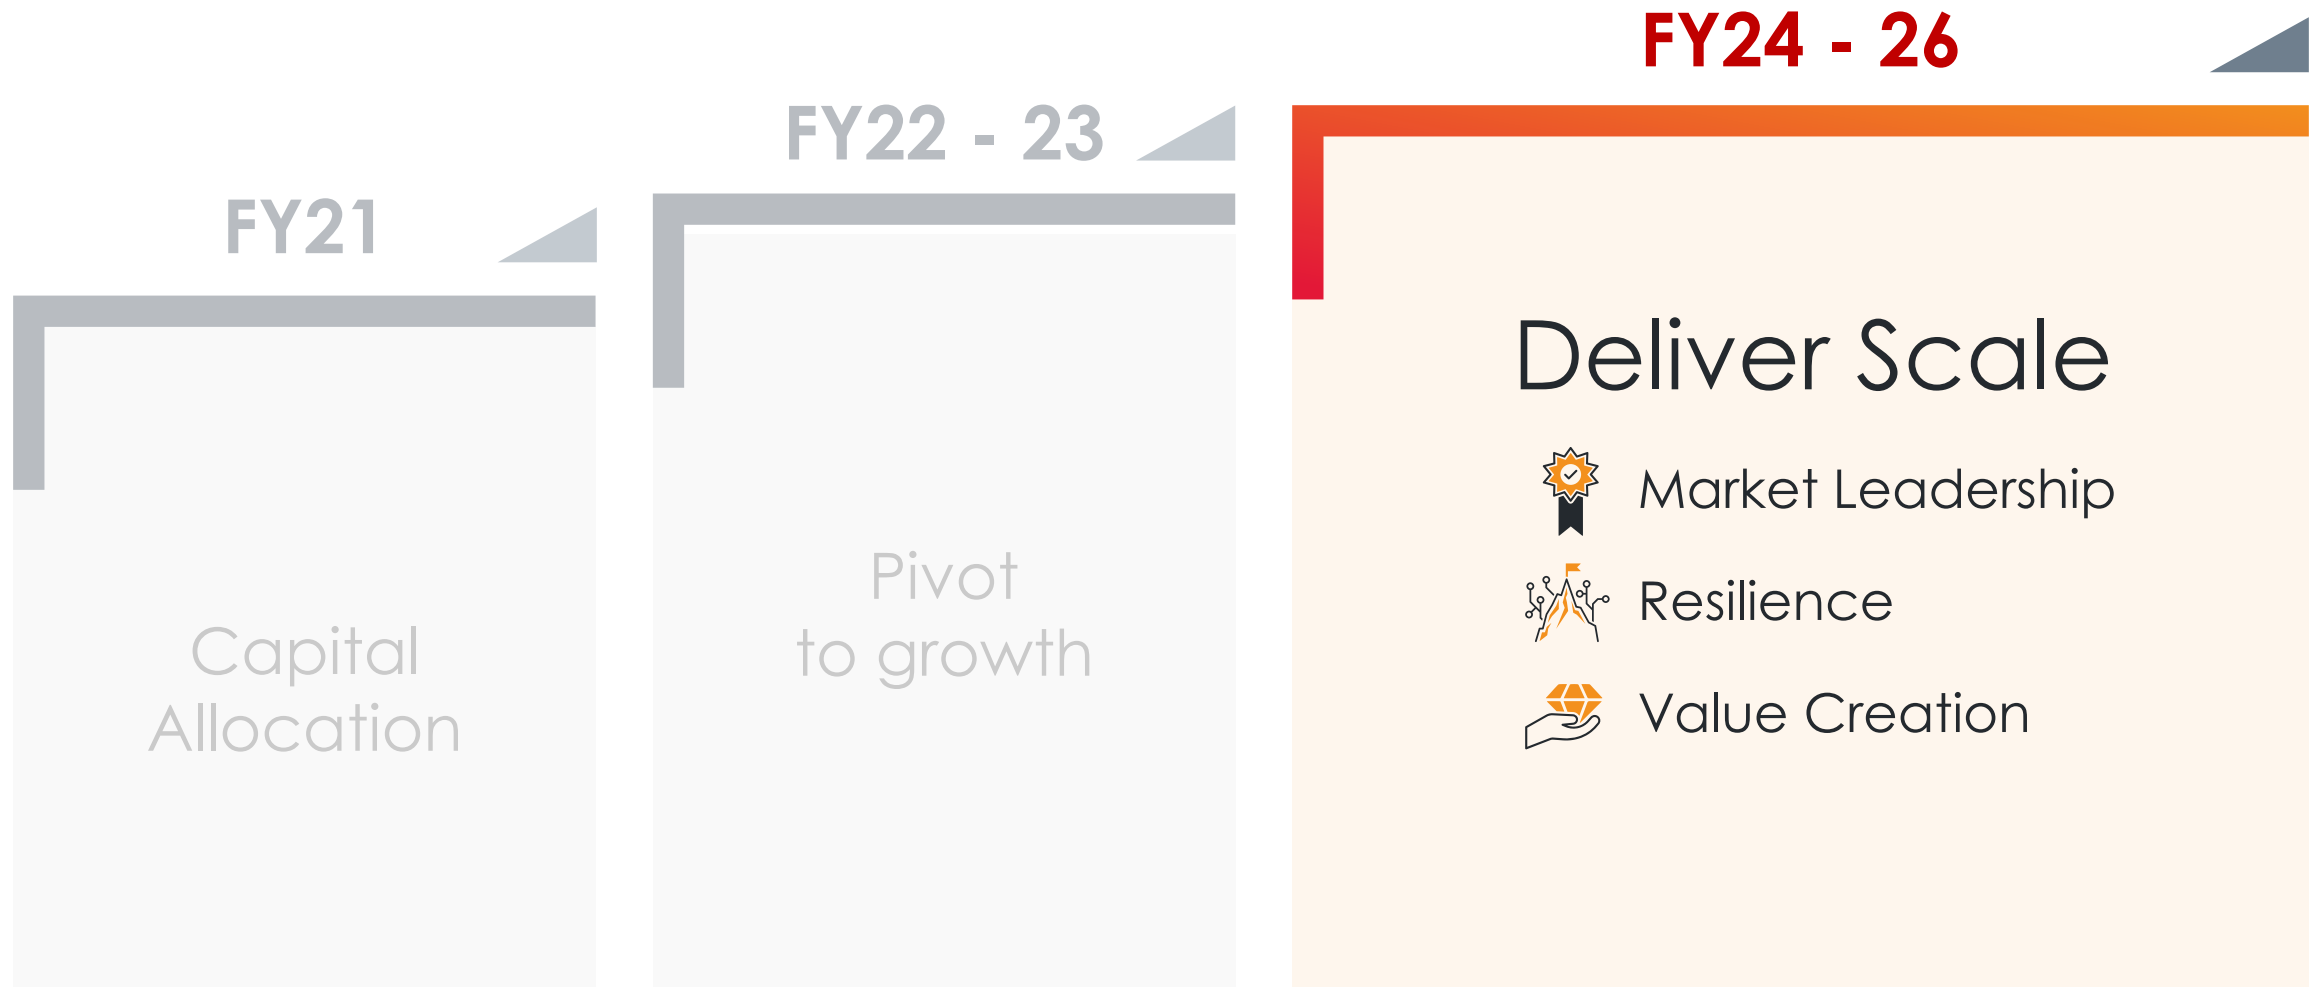 FY21
Capital
Allocation
FY22 - 23
Pivot
to growth
FY24 - 26
Deliver Scale
Market Leadership
Resilience
Value Creation